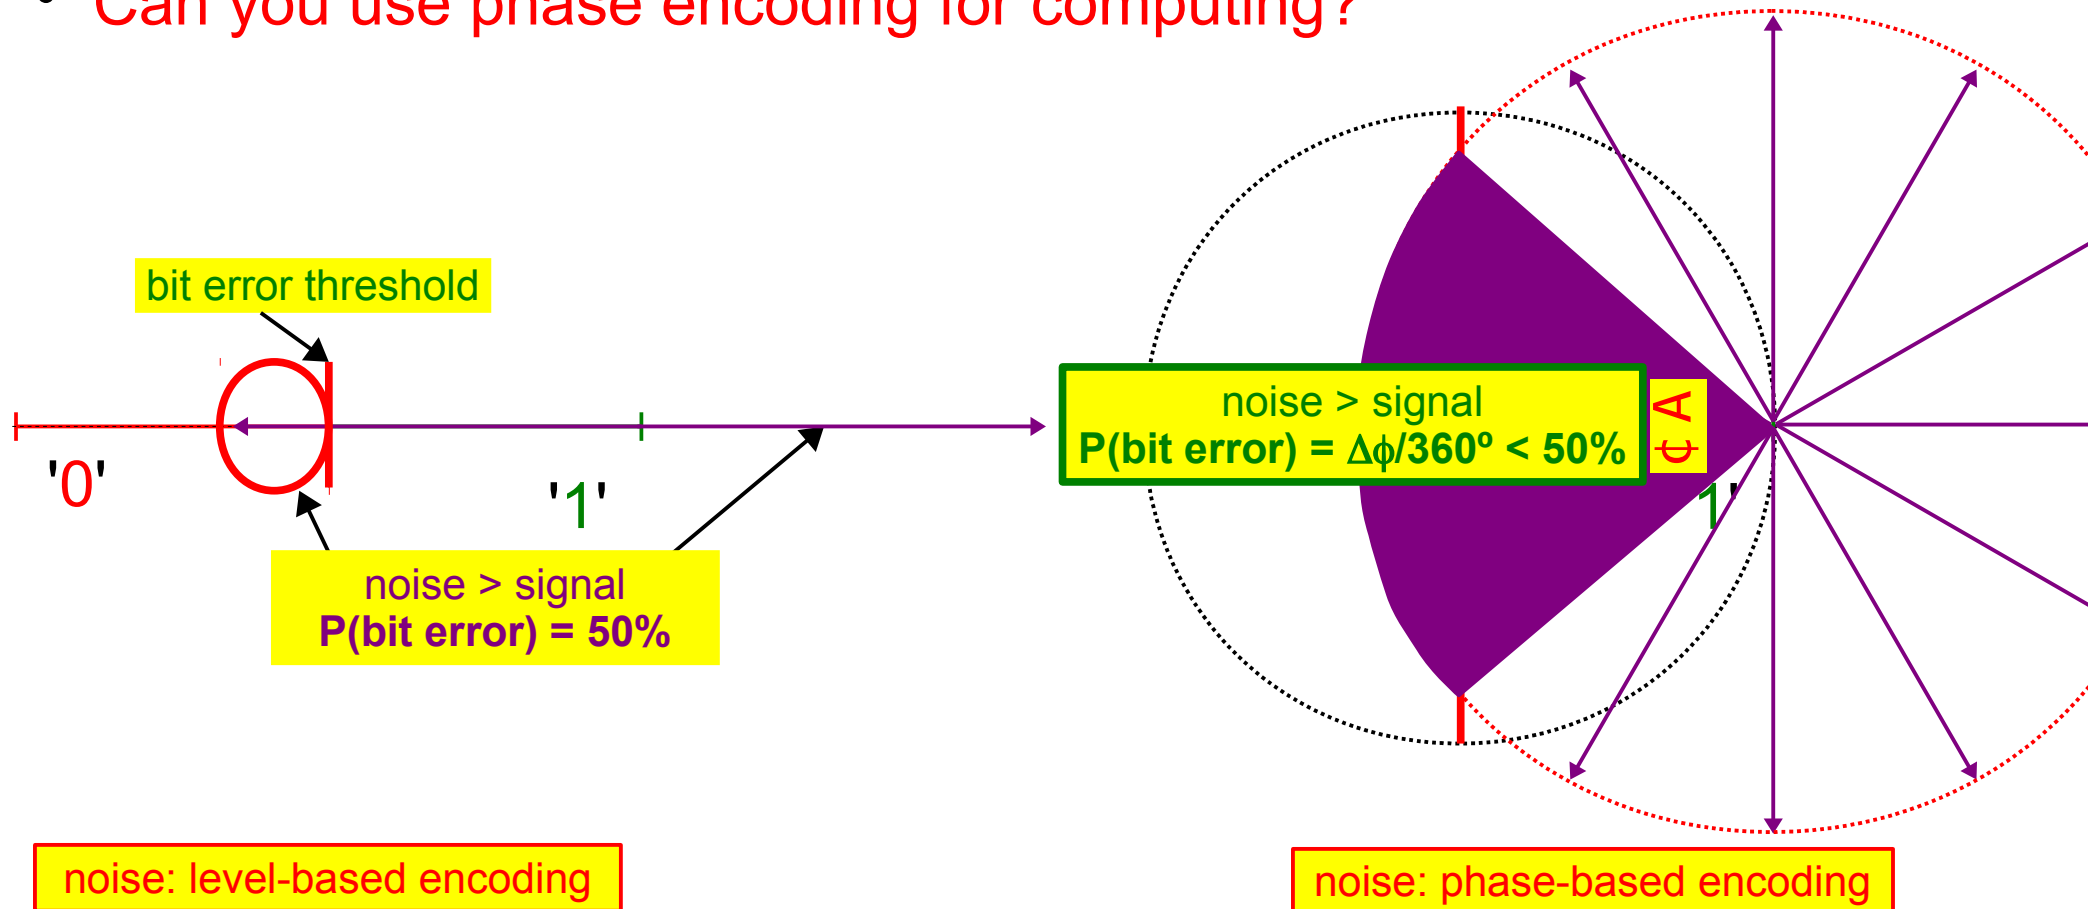 • Can you use phase encoding for computing?
bit error threshold
'0'
'1'
noise > signal
P(bit error) = 50%
noise > signal
P(bit error) = Δϕ/360º < 50%
¢ A
1'
noise: level-based encoding
noise: phase-based encoding